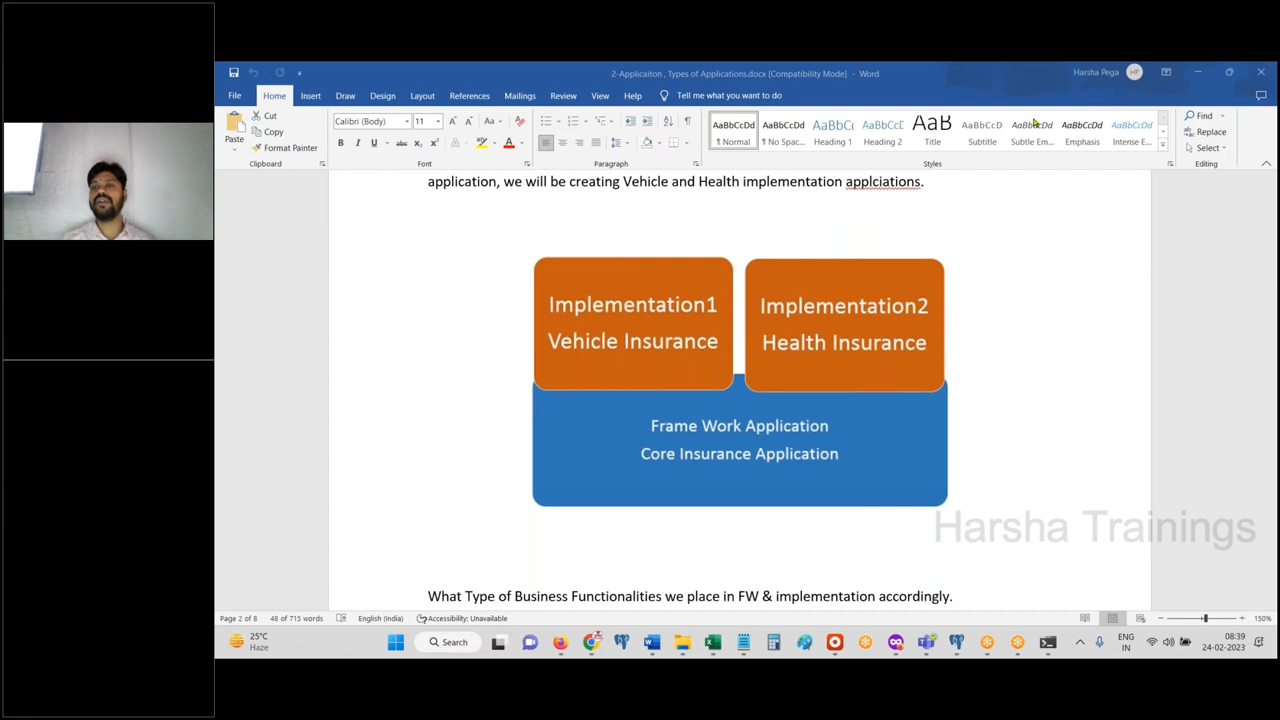 2-Applicaiton , Types of Applications.docx [Compatibility Mode] - Word
Harsha Pega
HP
File Home Insert Draw Design Layout References Mailings Review View Help Tell me what you want to do
Paste
Cut
Copy
Format Painter
Clipboard
Calibri (Body) 11
Font
Paragraph
AaBbCcDd AaBbCcDd AaBbCc AaBbCcC AaB AaBbCcD AaBbCcDd AaBbCcDd AaBbCcDd
¶ Normal ¶ No Spac... Heading 1 Heading 2 Title Subtitle Subtle Em... Emphasis Intense E...
Styles
Find
Replace
Select
Editing
application, we will be creating Vehicle and Health implementation applciations.
Implementation1
Vehicle Insurance
Implementation2
Health Insurance
Frame Work Application
Core Insurance Application
Harsha Trainings
What Type of Business Functionalities we place in FW & implementation accordingly.
Page 2 of 8 48 of 715 words English (India) Accessibility: Unavailable 150%
25°C
Haze
Search
ENG
IN
08:39
24-02-2023